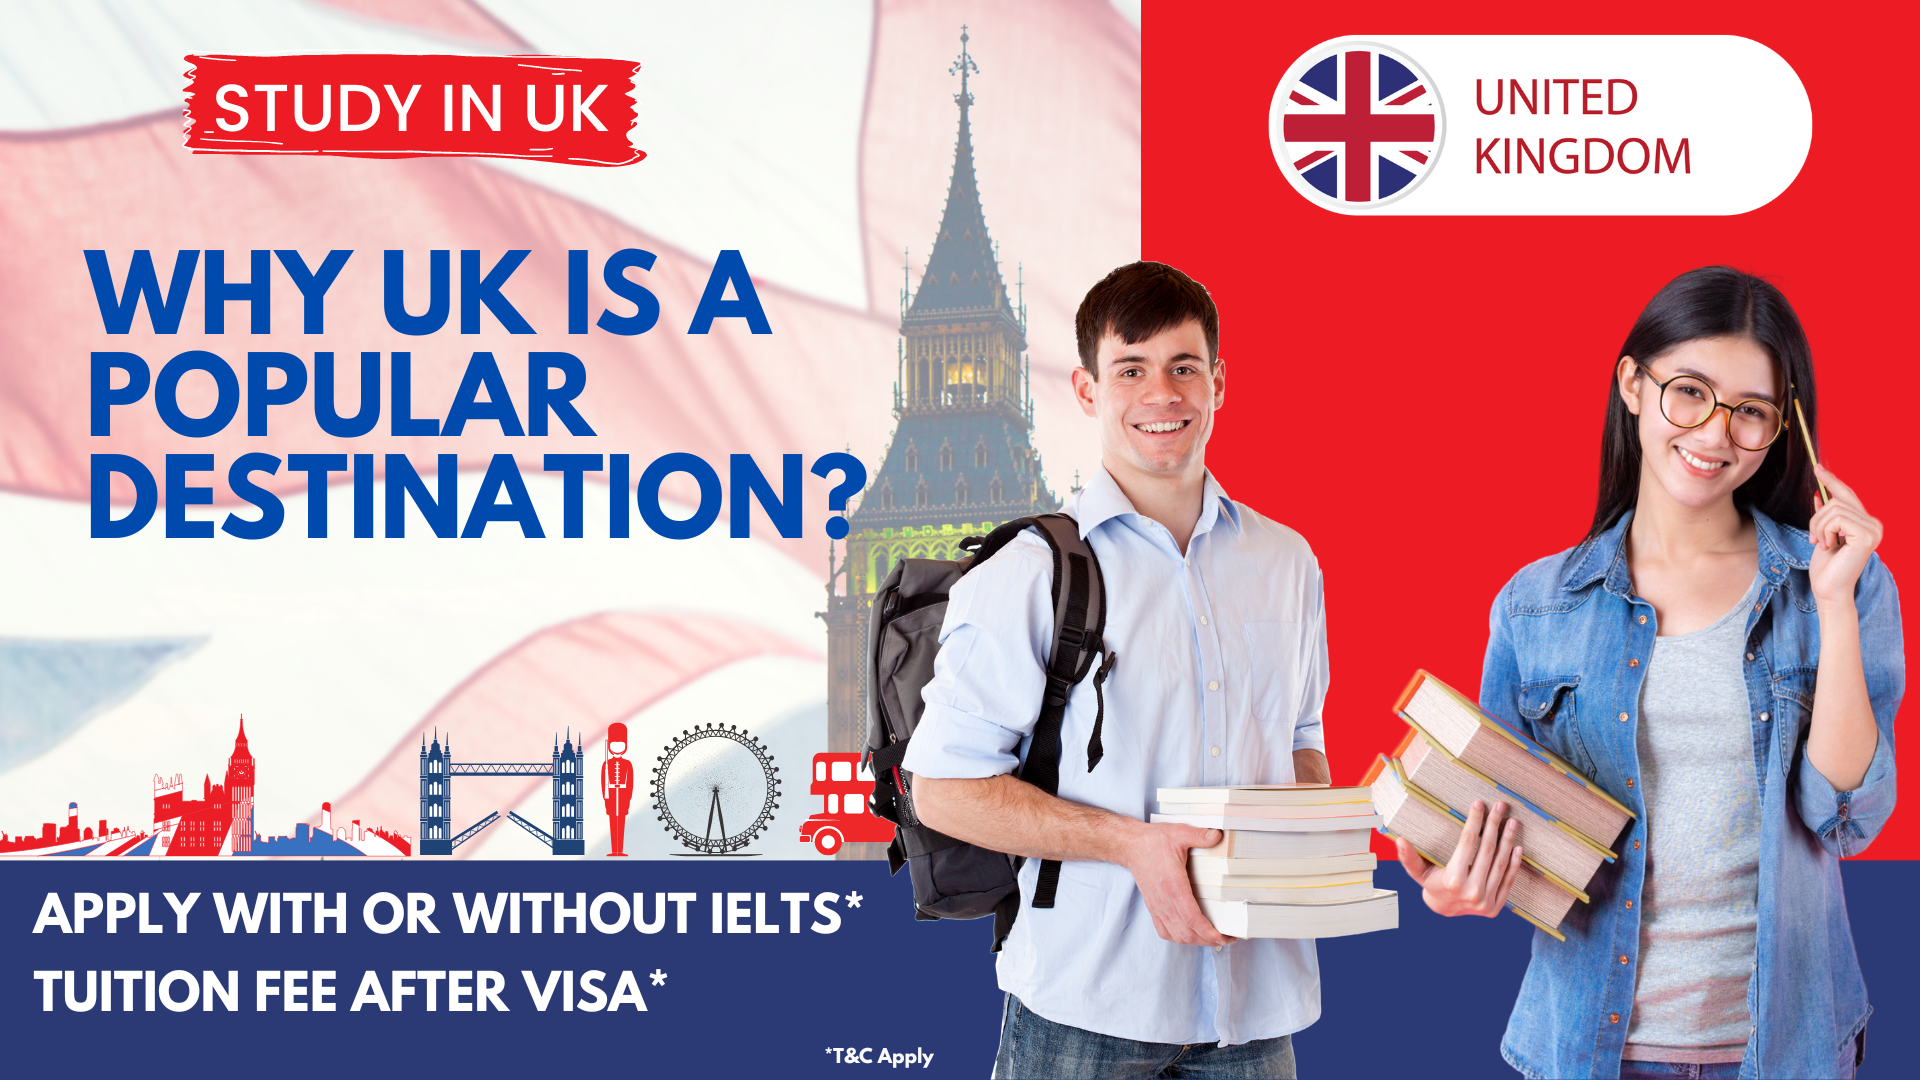 STUDY IN UK
UNITED
KINGDOM
WHY UK IS A
POPULAR
DESTINATION?
APPLY WITH OR WITHOUT IELTS*
TUITION FEE AFTER VISA*
*T&C Apply